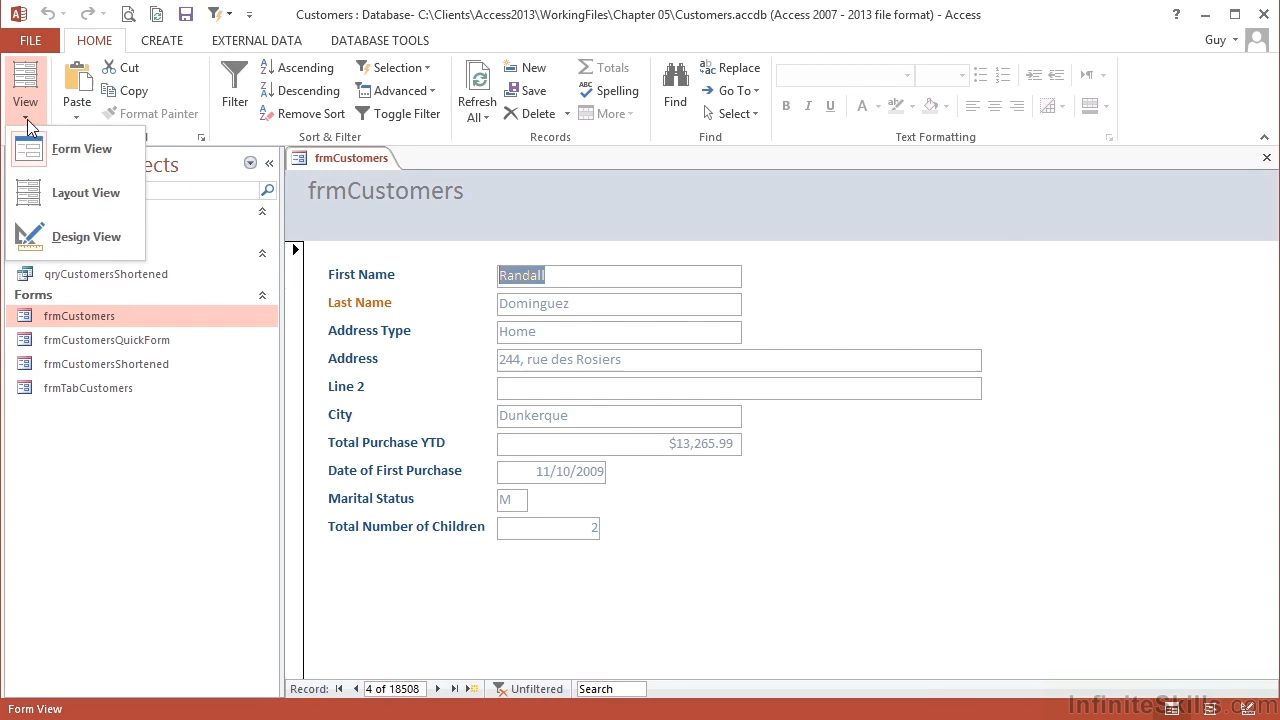 Customers : Database- C:\Clients\Access2013\WorkingFiles\Chapter 05\Customers.accdb (Access 2007 - 2013 file format) - Access
?
FILE
HOME
CREATE
EXTERNAL DATA
DATABASE TOOLS
Guy
View
Paste
Cut
Copy
Format Painter
Filter
Ascending
Descending
Selection
Advanced
Toggle Filter
Sort & Filter
Refresh
All
New
Save
Totals
Spelling
More
Records
Find
Replace
Go To
Select
Find
B I U
A
Text Formatting
Form View
Layout View
Design View
qryCustomersShortened
Forms
frmCustomers
frmCustomersQuickForm
frmCustomersShortened
frmTabCustomers
frmCustomers
frmCustomers
First Name Randall
Last Name Dominguez
Address Type Home
Address 244, rue des Rosiers
Line 2
City Dunkerque
Total Purchase YTD $13,265.99
Date of First Purchase 11/10/2009
Marital Status M
Total Number of Children 2
Record: 4 of 18508 Unfiltered Search
Form View
InfiniteSkills.com